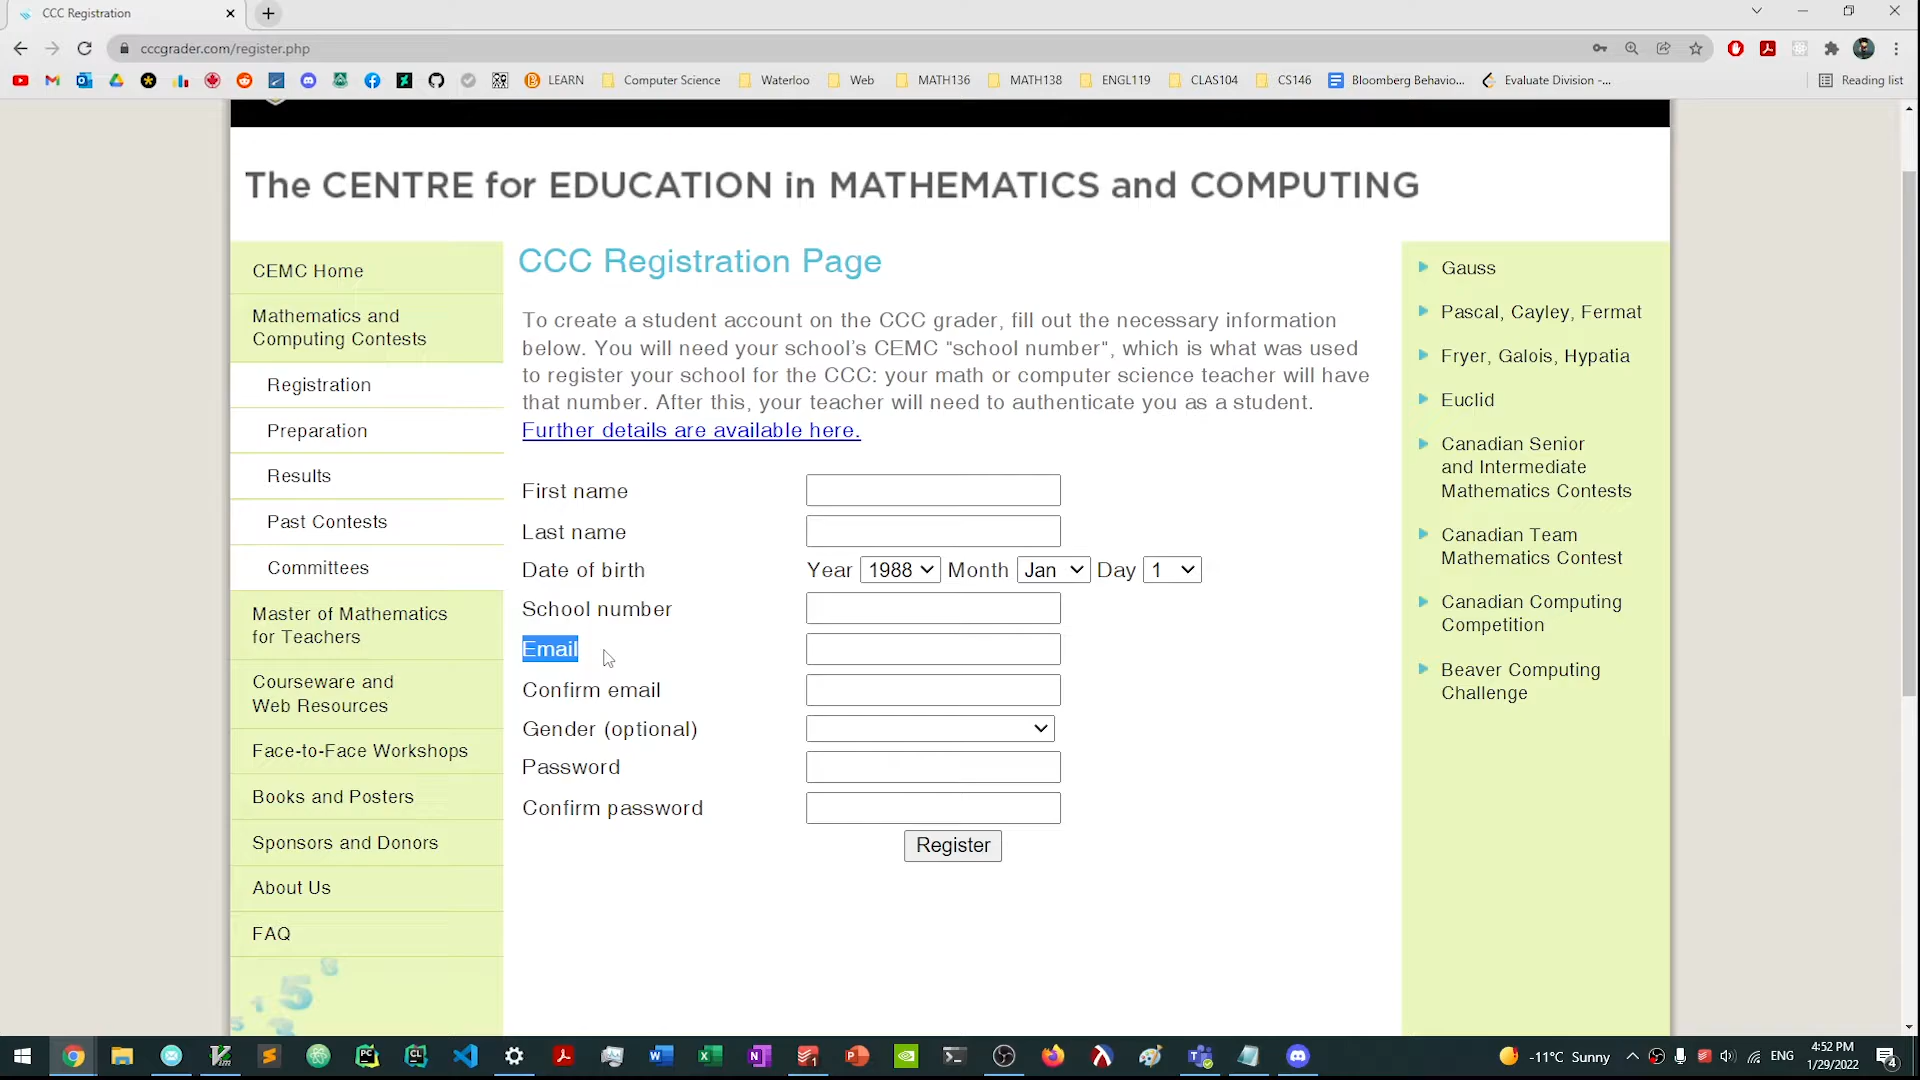 CCC Registration
cccgrader.com/register.php
LEARN Computer Science Waterloo Web MATH136 MATH138 ENGL119 CLAS104 CS146 Bloomberg Behavio... Evaluate Division -... Reading list
The CENTRE for EDUCATION in MATHEMATICS and COMPUTING
CEMC Home
Mathematics and
Computing Contests
Registration
Preparation
Results
Past Contests
Committees
Master of Mathematics
for Teachers
Courseware and
Web Resources
Face-to-Face Workshops
Books and Posters
Sponsors and Donors
About Us
FAQ
CCC Registration Page
To create a student account on the CCC grader, fill out the necessary information
below. You will need your school's CEMC "school number", which is what was used
to register your school for the CCC: your math or computer science teacher will have
that number. After this, your teacher will need to authenticate you as a student.
Further details are available here.
First name
Last name
Date of birth Year 1988 Month Jan Day 1
School number
Email
Confirm email
Gender (optional)
Password
Confirm password
Register
Gauss
Pascal, Cayley, Fermat
Fryer, Galois, Hypatia
Euclid
Canadian Senior
and Intermediate
Mathematics Contests
Canadian Team
Mathematics Contest
Canadian Computing
Competition
Beaver Computing
Challenge
-11°C Sunny ENG 4:52 PM
1/29/2022